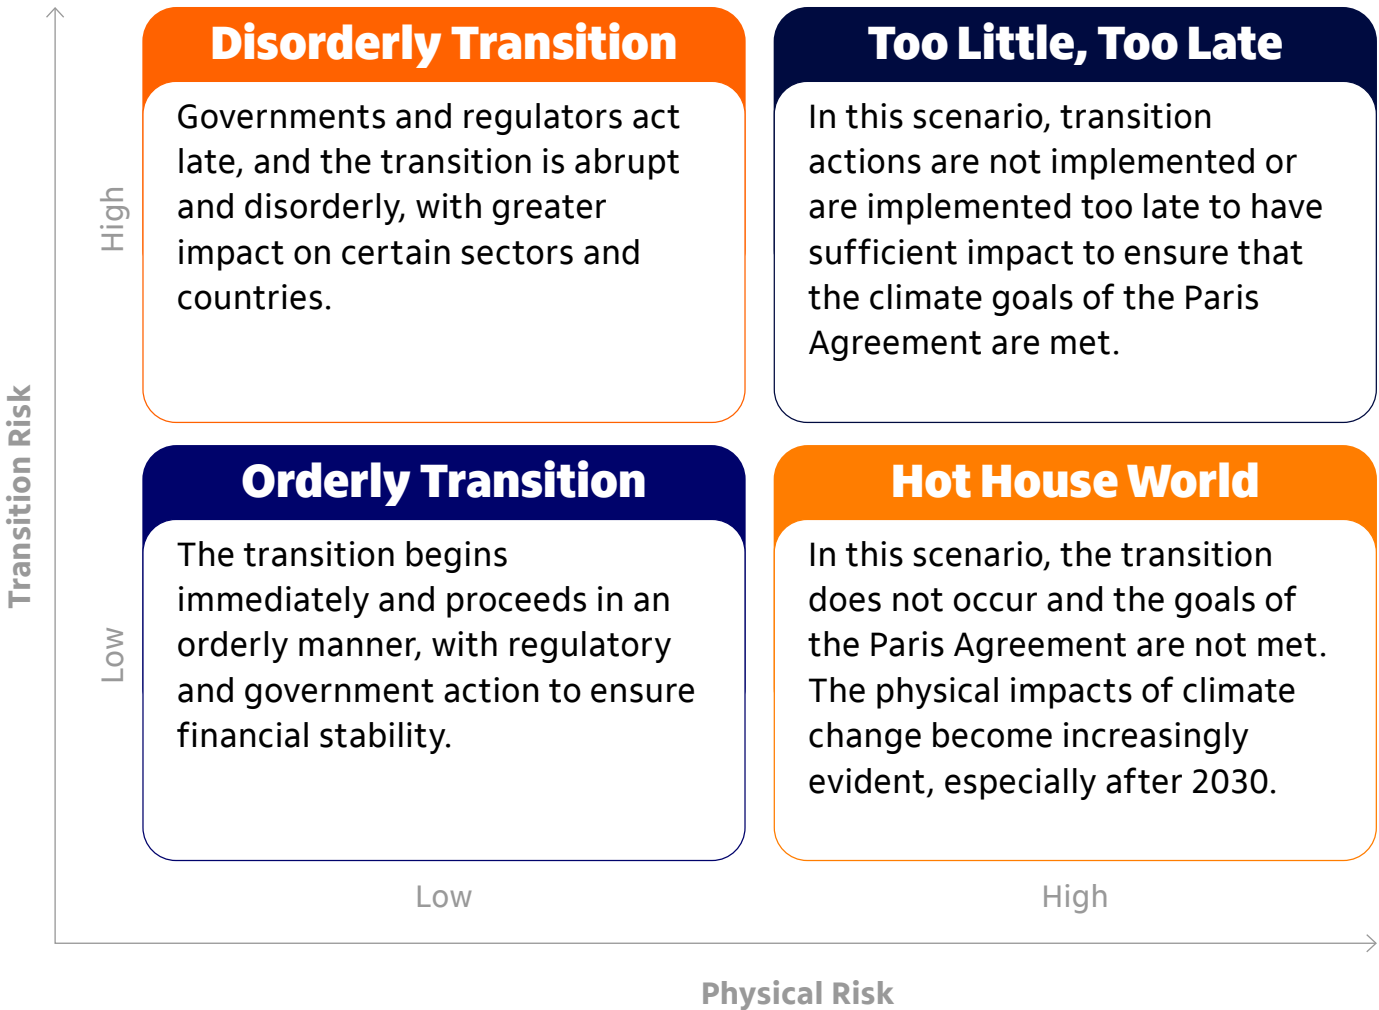 Disorderly Transition
Governments and regulators act
late, and the transition is abrupt
and disorderly, with greater
impact on certain sectors and
countries.
Too Little, Too Late
In this scenario, transition
actions are not implemented or
are implemented too late to have
sufficient impact to ensure that
the climate goals of the Paris
Agreement are met.
High
Transition Risk
Low
Orderly Transition
The transition begins
immediately and proceeds in an
orderly manner, with regulatory
and government action to ensure
financial stability.
Hot House World
In this scenario, the transition
does not occur and the goals of
the Paris Agreement are not met.
The physical impacts of climate
change become increasingly
evident, especially after 2030.
Low
High
Physical Risk